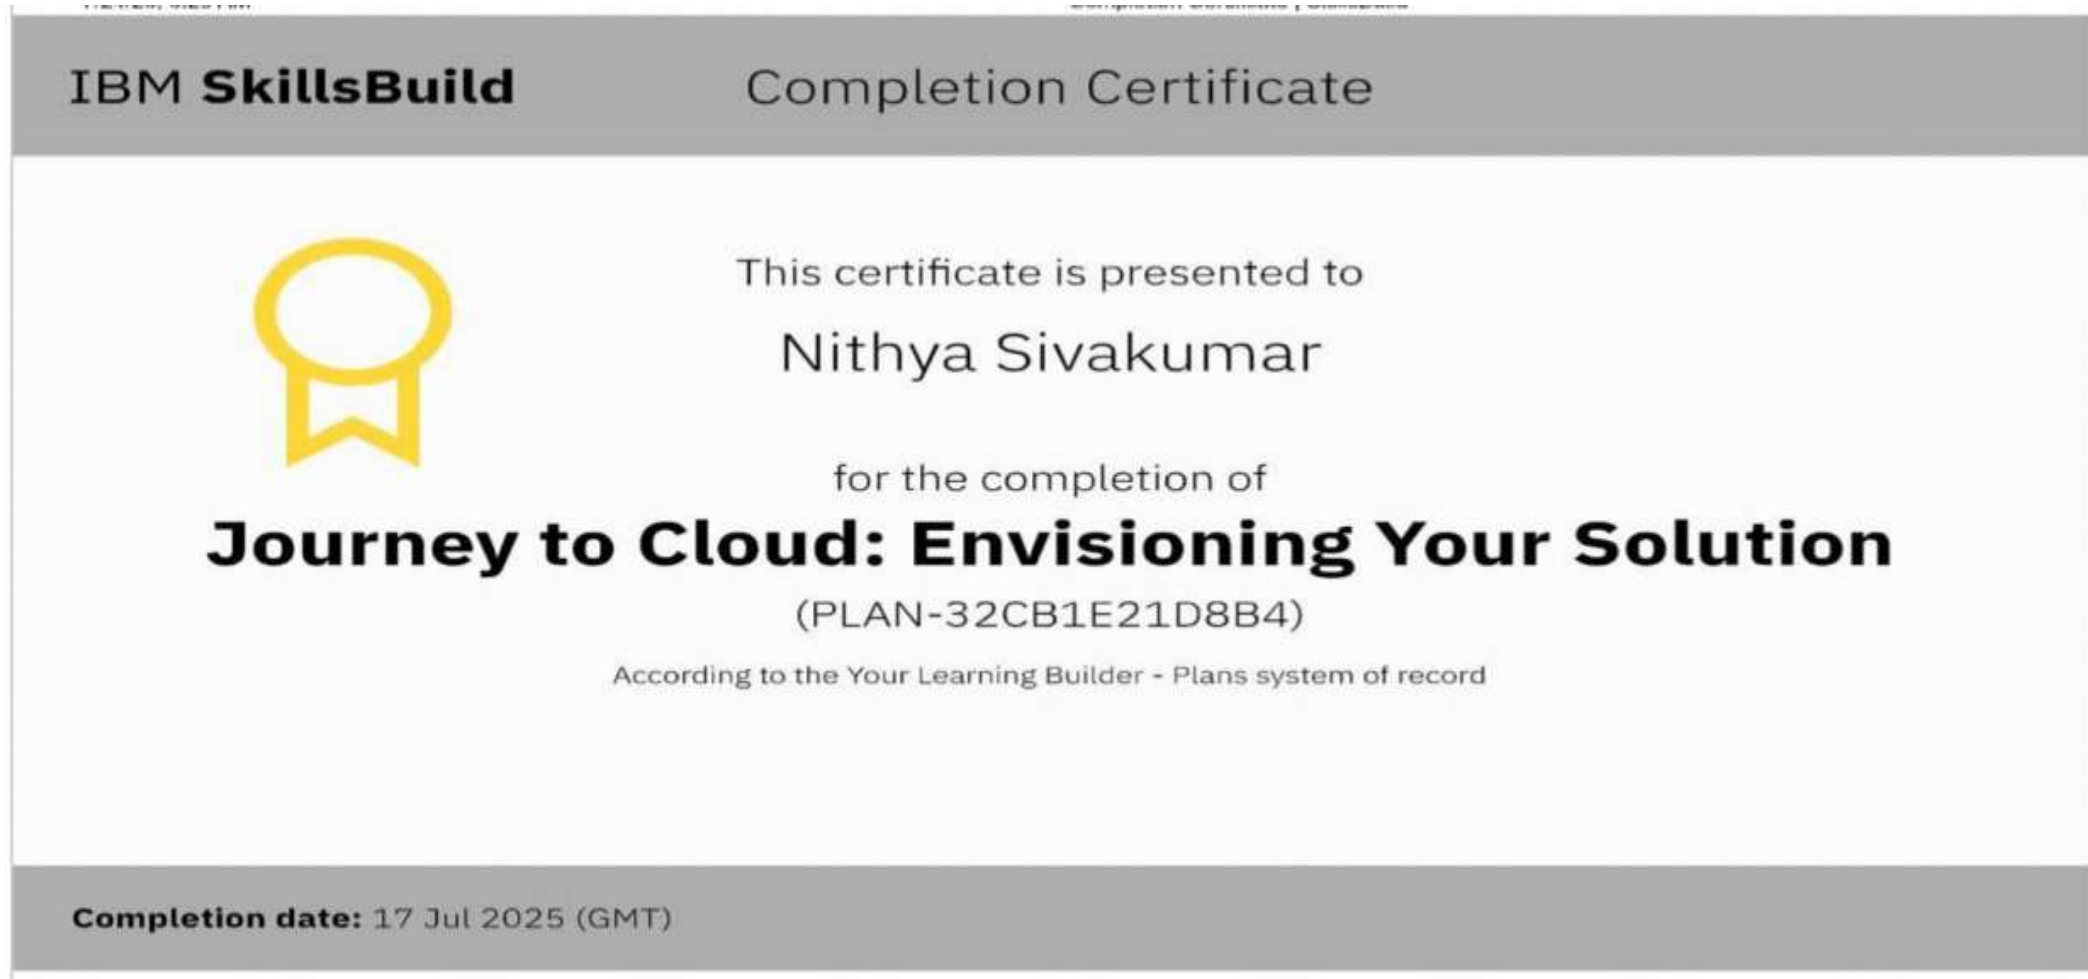 IBM SkillsBuild
Completion Certificate
This certificate is presented to
Nithya Sivakumar
for the completion of
Journey to Cloud: Envisioning Your Solution
(PLAN-32CB1E21D8B4)
According to the Your Learning Builder - Plans system of record
Completion date: 17 Jul 2025 (GMT)